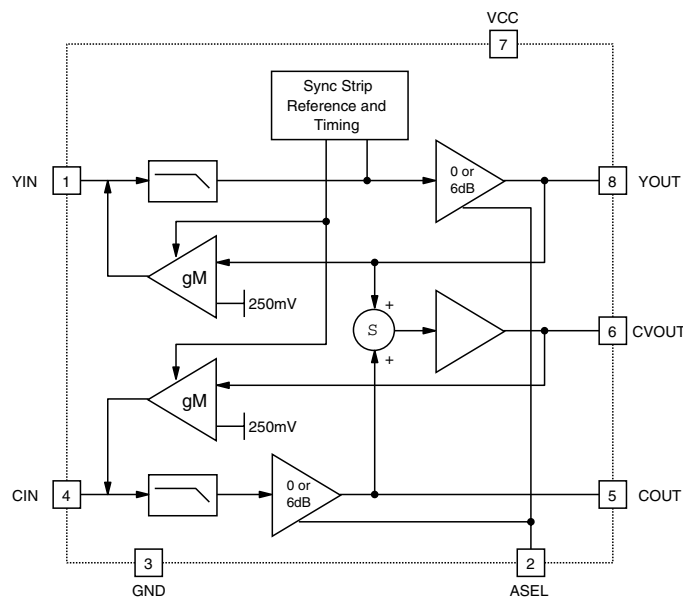 VCC
7
Sync Strip
Reference and
Timing
YIN
1
0 or
6dB
8
YOUT
gM
250mV
+
S
+
6
CVOUT
gM
250mV
CIN
4
0 or
6dB
5
COUT
3
GND
2
ASEL